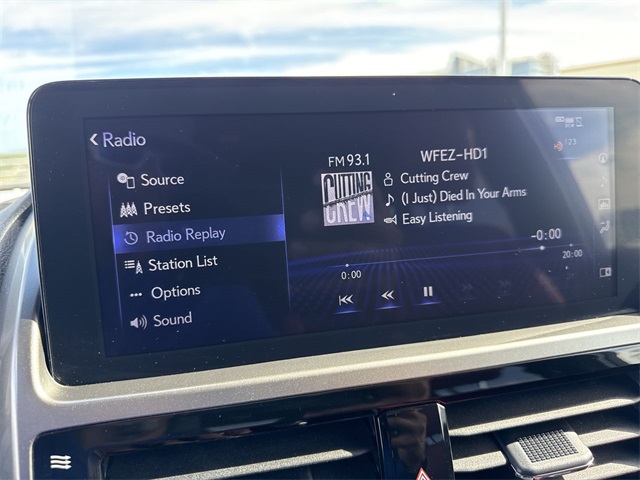 Radio
Source
Presets
Radio Replay
Station List
Options
Sound
FM 93.1
WFEZ-HD1
CUTTING
CREW
Cutting Crew
(I Just) Died In Your Arms
Easy Listening
-0:00
0:00
20:00
123